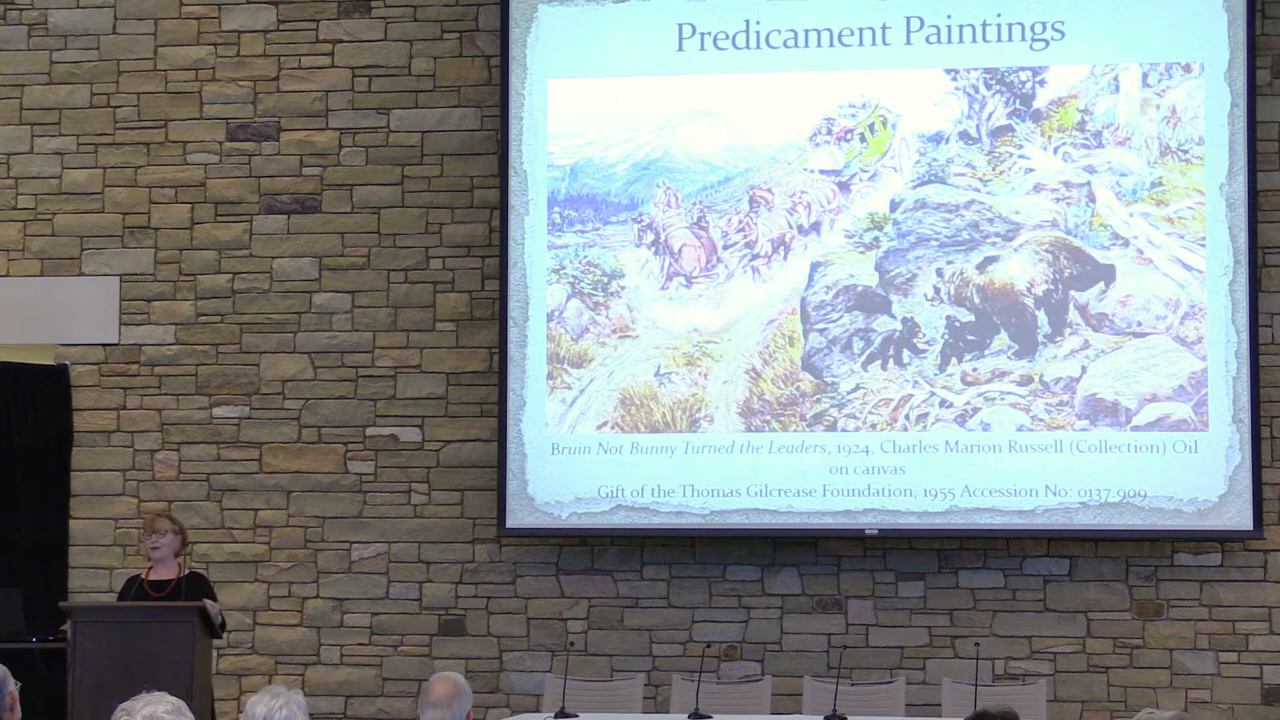 Predicament Paintings
Bruin Not Bunny Turned the Leaders, 1924, Charles Marion Russell (Collection) Oil
on canvas
Gift of the Thomas Gilcrease Foundation, 1955 Accession No: 0137.909